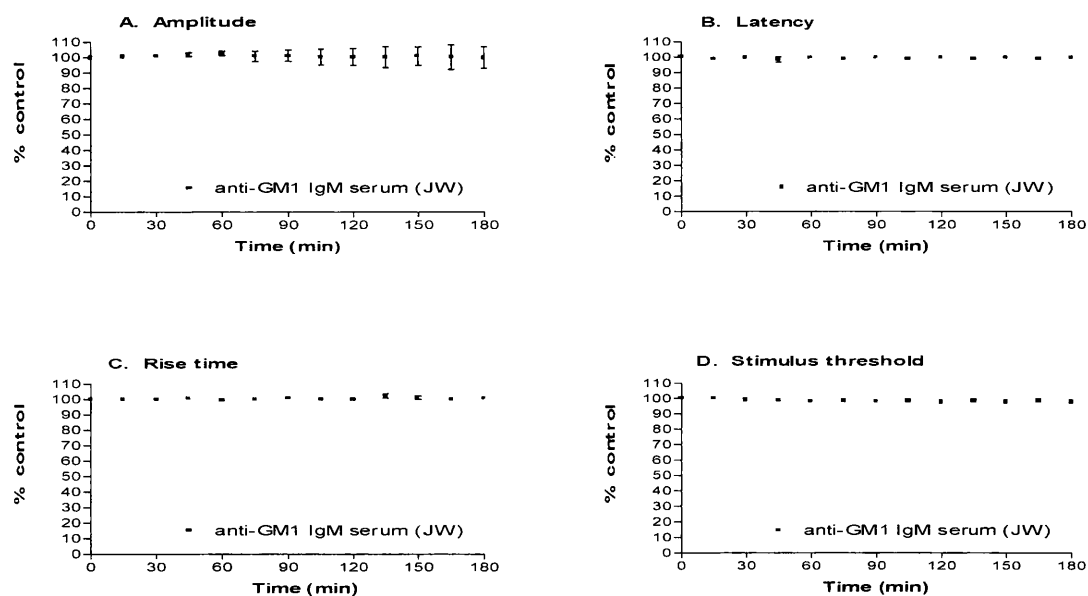 A. Amplitude
110
100
90
80
70
60
50
40
30
20
10
0
% control
anti-GM1 IgM serum (JW)
0 30 60 90 120 150 180
Time (min)
B. Latency
110
100
90
80
70
60
50
40
30
20
10
0
% control
anti-GM1 IgM serum (JW)
0 30 60 90 120 150 180
Time (min)
C. Rise time
110
100
90
80
70
60
50
40
30
20
10
0
% control
anti-GM1 IgM serum (JW)
0 30 60 90 120 150 180
Time (min)
D. Stimulus threshold
110
100
90
80
70
60
50
40
30
20
10
0
% control
anti-GM1 IgM serum (JW)
0 30 60 90 120 150 180
Time (min)